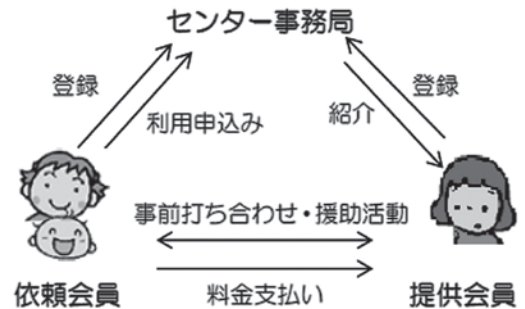 センター事務局
登録
登録
利用申込み
紹介
事前打ち合わせ・援助活動
依頼会員
料金支払い
提供会員